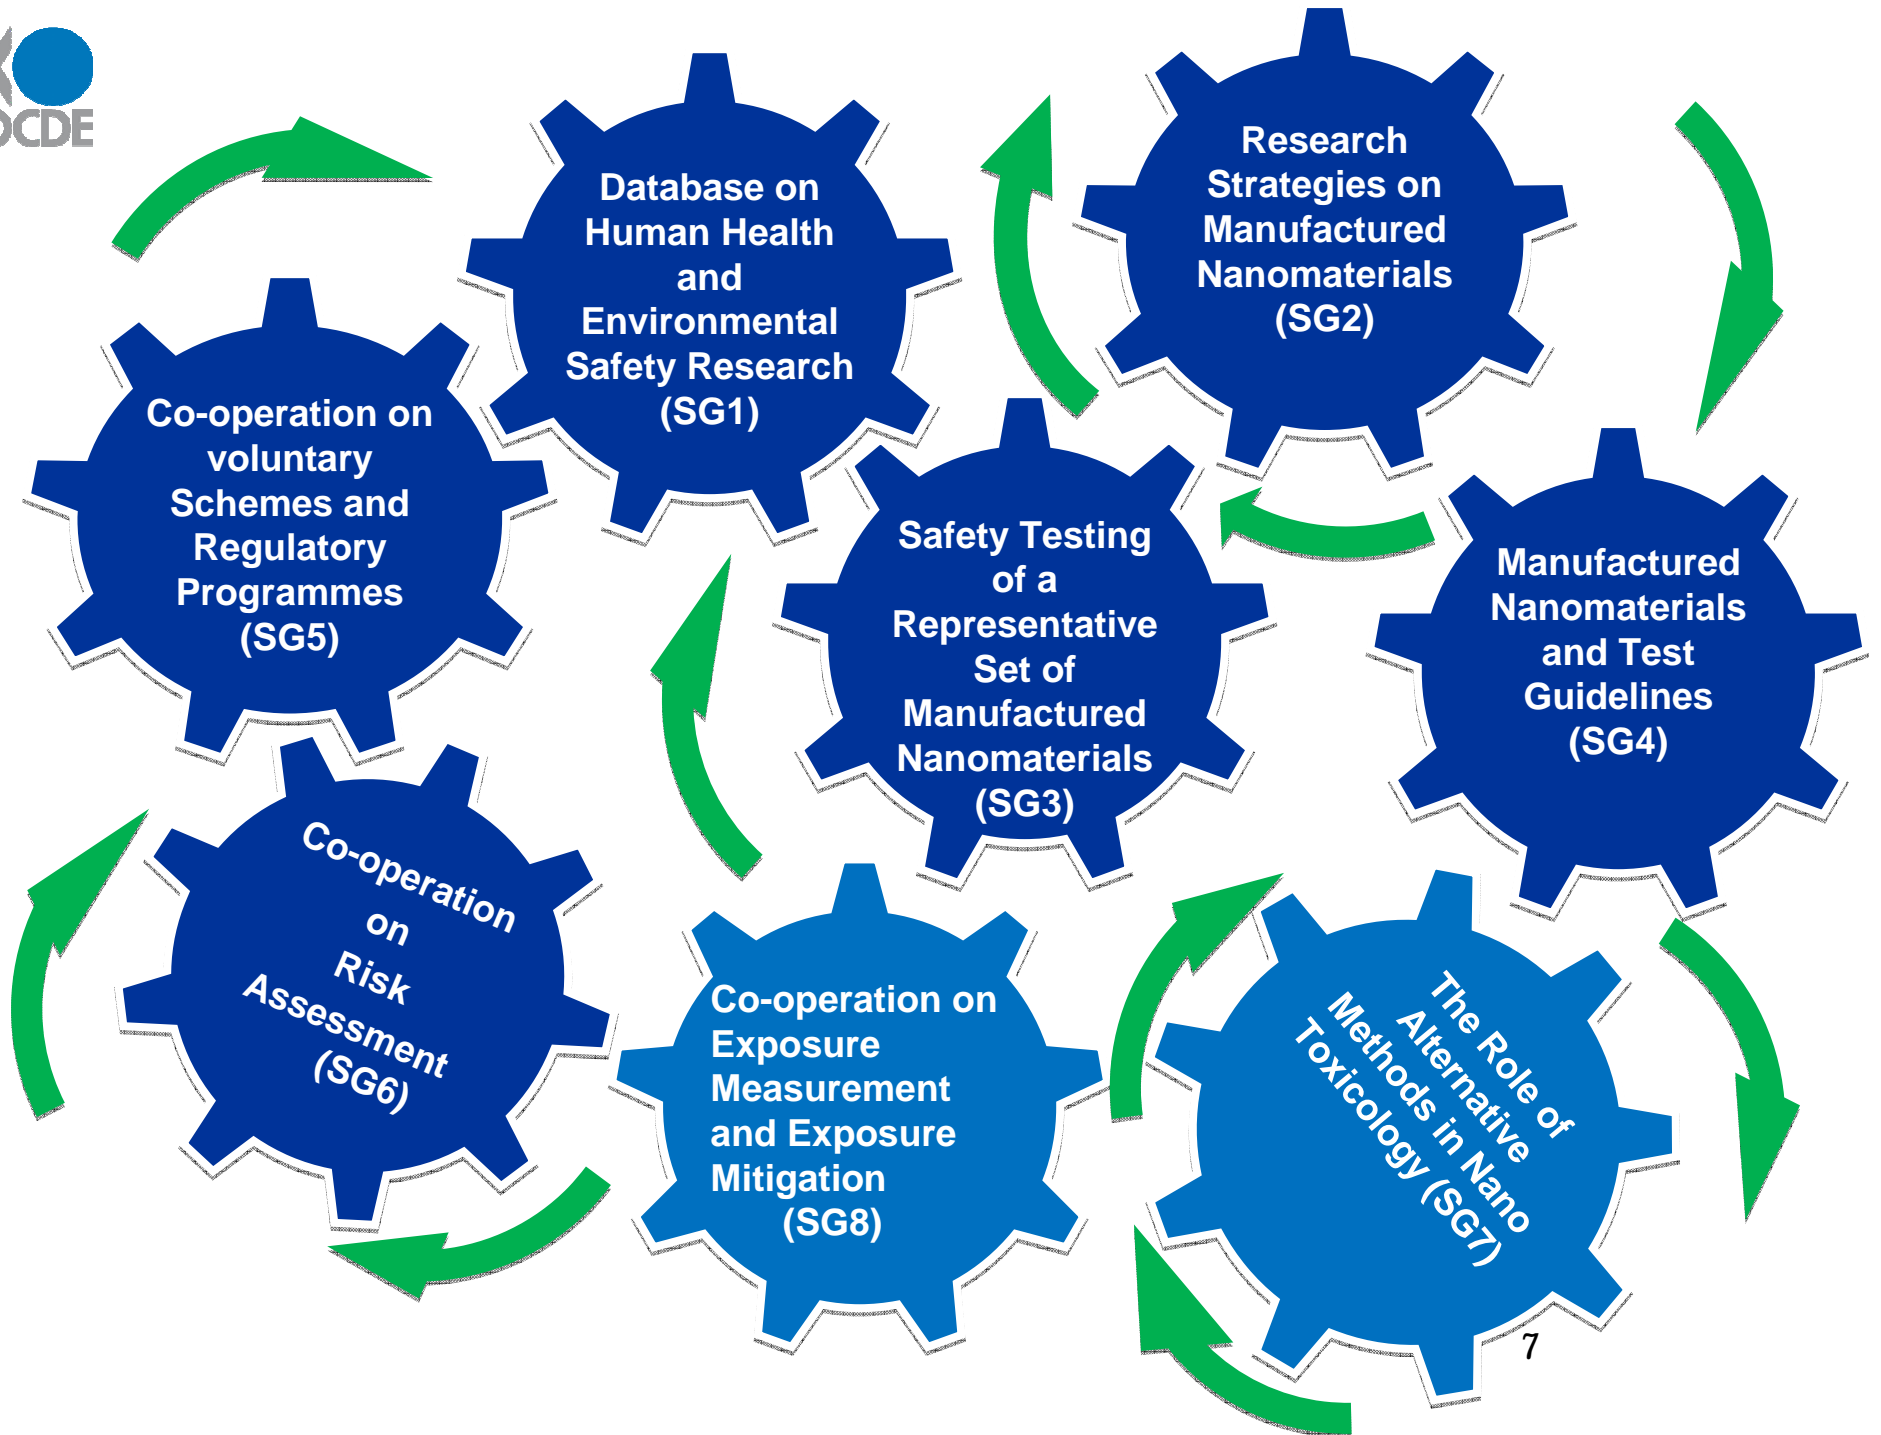 OCDE
Database on
Human Health
and
Environmental
Safety Research
(SG1)
Research
Strategies on
Manufactured
Nanomaterials
(SG2)
Co-operation on
voluntary
Schemes and
Regulatory
Programmes
(SG5)
Safety Testing
of a
Representative
Set of
Manufactured
Nanomaterials
(SG3)
Manufactured
Nanomaterials
and Test
Guidelines
(SG4)
Co-operation
on
Risk
Assessment
(SG6)
Co-operation on
Exposure
Measurement
and Exposure
Mitigation
(SG8)
The Role of
Alternative
Methods in Nano
Toxicology (SG7)
7